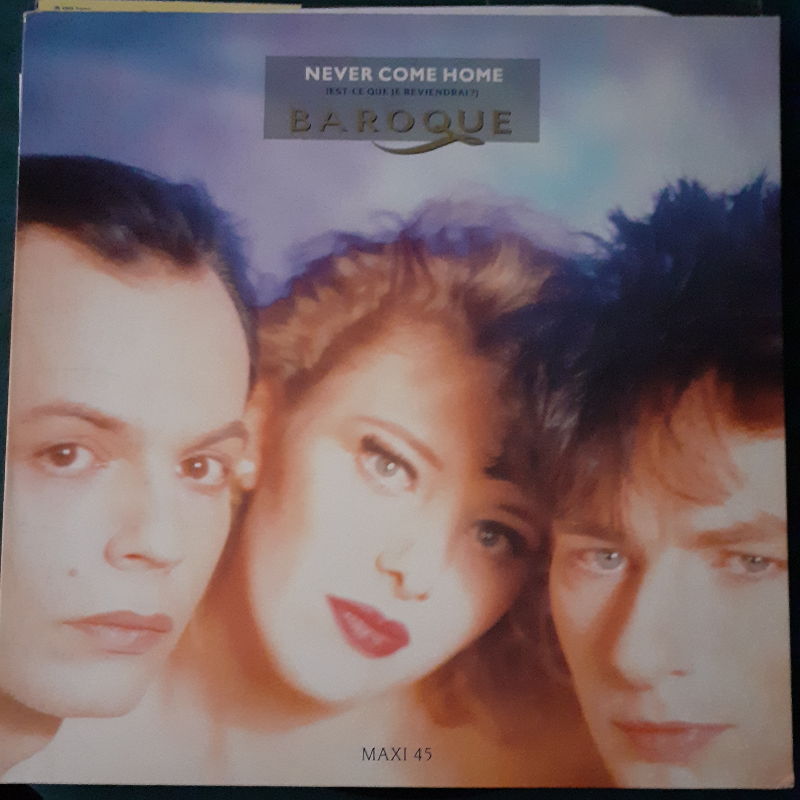 NEVER COME HOME
(EST-CE QUE JE REVIENDRAI?)
BAROQUE
MAXI 45